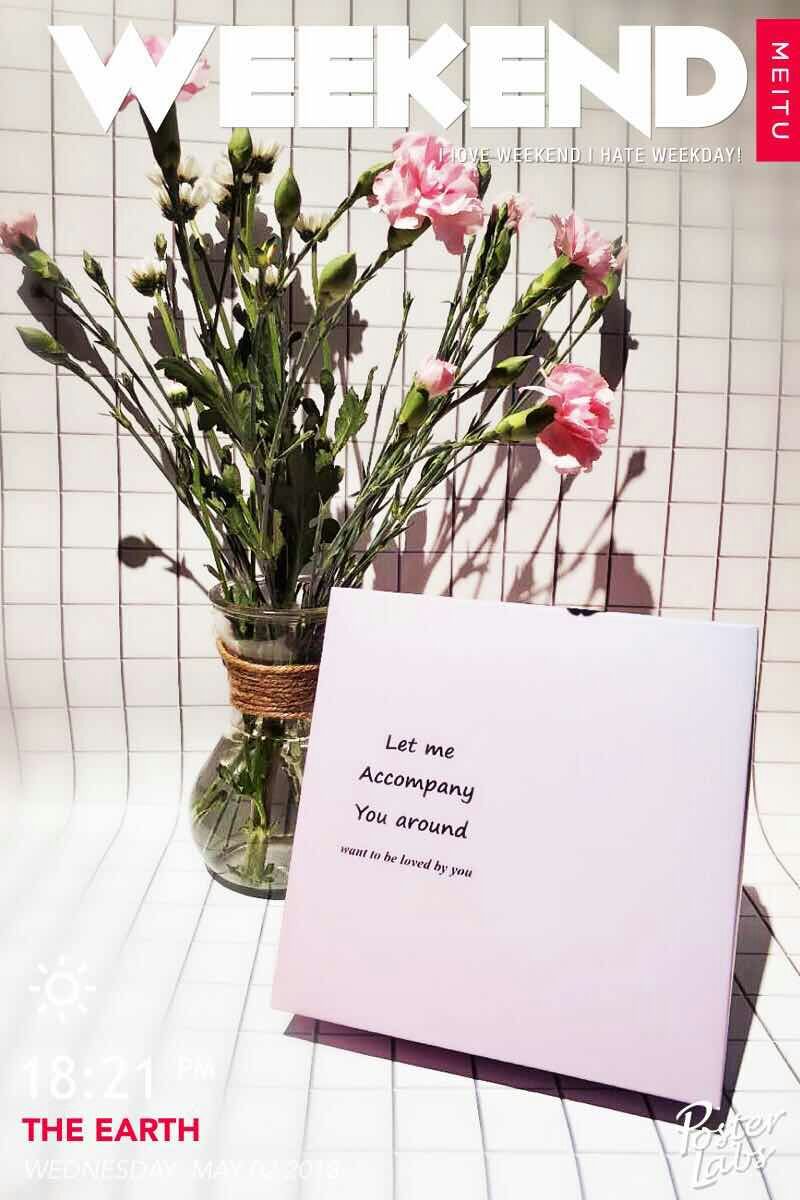 WEEKEND
MEITU
I LOVE WEEKEND I HATE WEEKDAY!
Let me
Accompany
You around
want to be loved by you
18:21 PM
THE EARTH
WEDNESDAY MAY 02 2018
Poster
Labs